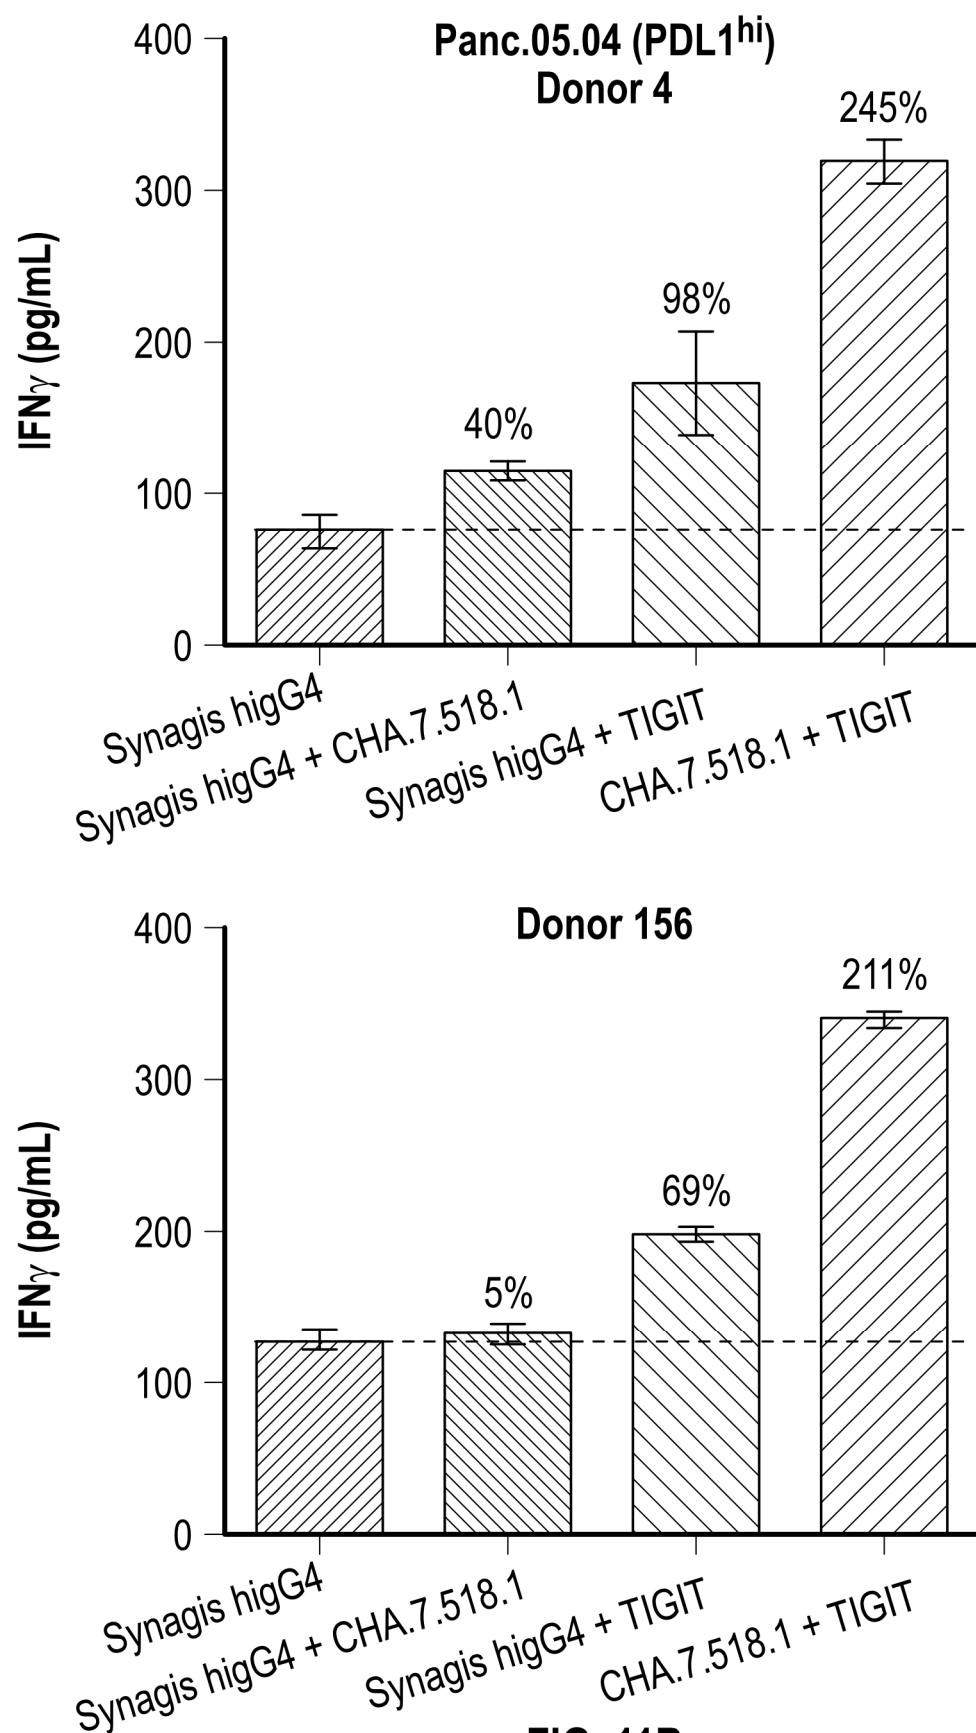 Panc.05.04 (PDL1hi)
Donor 4
IFNγ (pg/mL)
400
300
200
100
0
40%
98%
245%
Synagis higG4
Synagis higG4 + CHA.7.518.1
Synagis higG4 + TIGIT
CHA.7.518.1 + TIGIT
Donor 156
IFNγ (pg/mL)
400
300
200
100
0
5%
69%
211%
Synagis higG4
Synagis higG4 + CHA.7.518.1
Synagis higG4 + TIGIT
CHA.7.518.1 + TIGIT